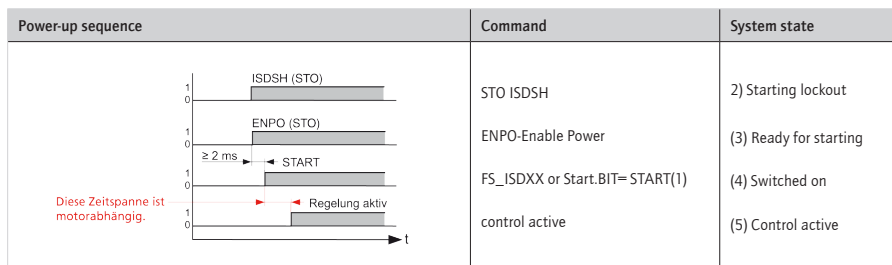 Power-up sequence
Command
System state
1
0
ISDSH (STO)
STO ISDSH
2) Starting lockout
1
0
ENPO (STO)
ENPO-Enable Power
(3) Ready for starting
≥ 2 ms
START
1
0
FS_ISDXX or Start.BIT= START(1)
(4) Switched on
Diese Zeitspanne ist
motorabhängig.
Regelung aktiv
1
0
control active
(5) Control active
t